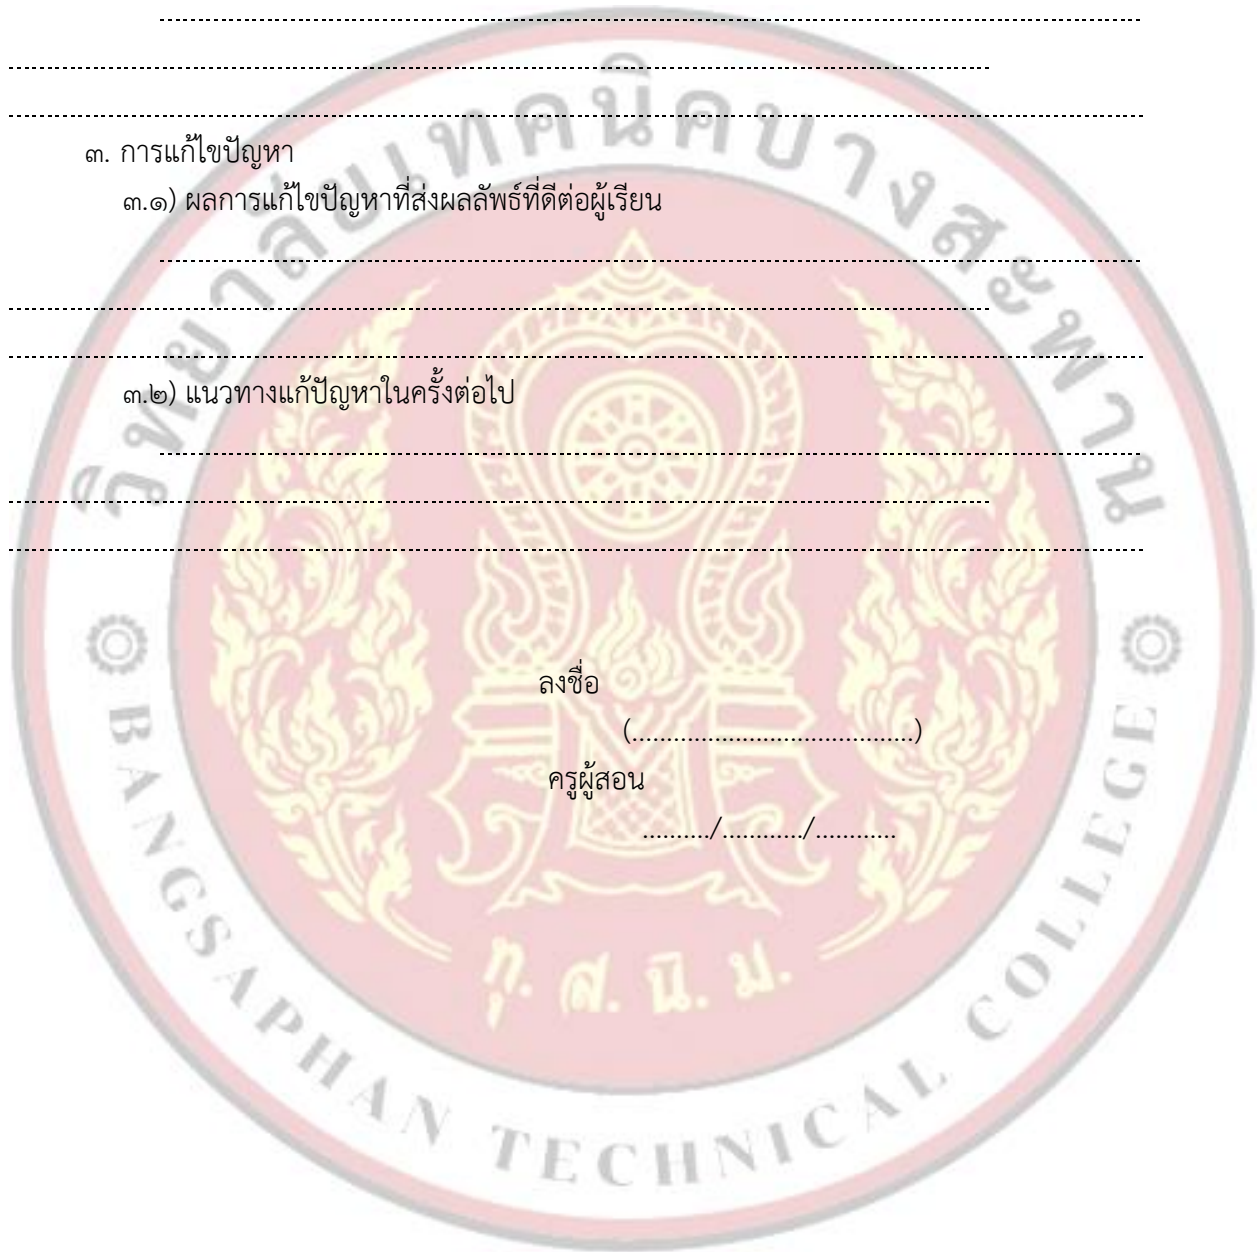 ๓. การแก้ไขปัญหา
๓.๑) ผลการแก้ไขปัญหาที่ส่งผลลัพธ์ที่ดีต่อผู้เรียน
๓.๒) แนวทางแก้ปัญหาในครั้งต่อไป
ลงชื่อ
(.........................................)
ครูผู้สอน
........../............/............
วิทยาลัยเทคนิคบางสะพาน
ทุ. ส. นิ. ม.
BANGSAPHAN TECHNICAL COLLEGE